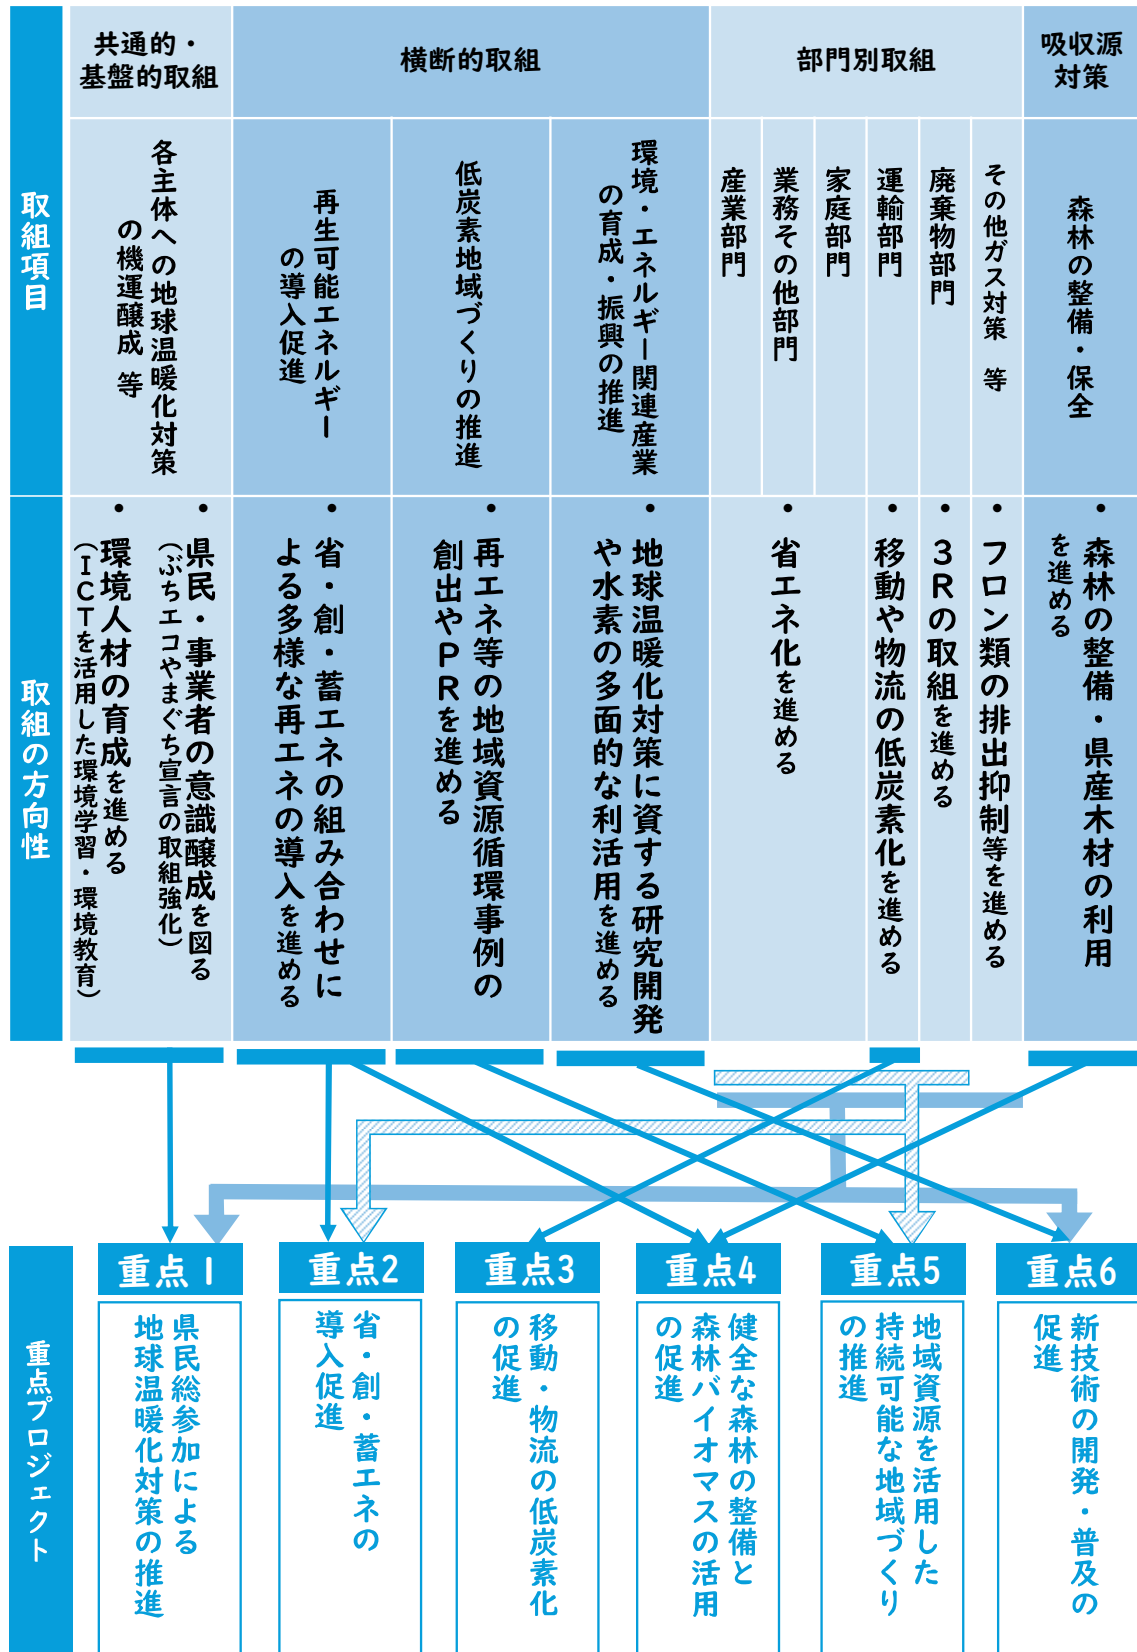 共通的・
基盤的取組
横断的取組
部門別取組
吸収源
対策
取組項目
各主体への地球温暖化対策
の機運醸成 等
再生可能エネルギー
の導入促進
低炭素地域づくりの推進
環境・エネルギー関連産業
の育成・振興の推進
産業部門
業務その他部門
家庭部門
運輸部門
廃棄物部門
その他ガス対策 等
森林の整備・保全
取組の方向性
・県民・事業者の意識醸成を図る
（ぶちエコやまぐち宣言の取組強化）
・環境人材の育成を進める
（ＩＣＴを活用した環境学習・環境教育）
・省・創・蓄エネの組み合わせに
よる多様な再エネの導入を進める
・再エネ等の地域資源循環事例の
創出やＰＲを進める
・地球温暖化対策に資する研究開発
や水素の多面的な利活用を進める
・省エネ化を進める
・移動や物流の低炭素化を進める
・３Ｒの取組を進める
・フロン類の排出抑制等を進める
・森林の整備・県産木材の利用
を進める
重点プロジェクト
重点１
県民総参加による
地球温暖化対策の推進
重点2
省・創・蓄エネの
導入促進
重点3
移動・物流の低炭素化
の促進
重点4
健全な森林の整備と
森林バイオマスの活用
の促進
重点5
地域資源を活用した
持続可能な地域づくり
の推進
重点6
新技術の開発・普及の
促進